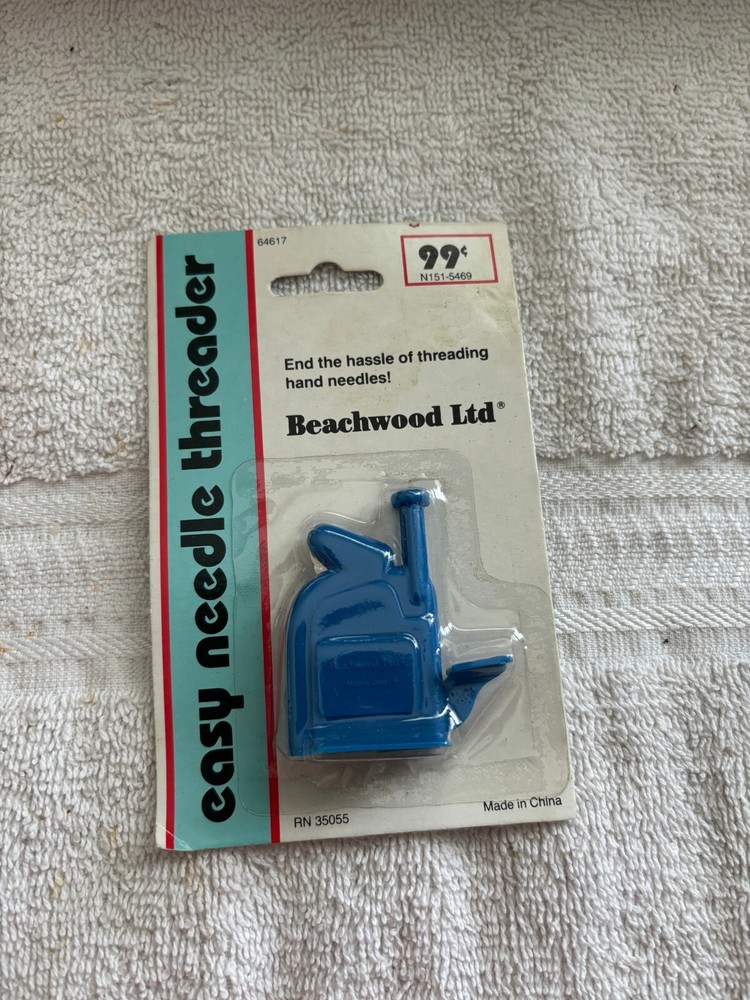 64617
99¢
N151-5469
End the hassle of threading
hand needles!
Beachwood Ltd®
easy needle threader
RN 35055
Made in China